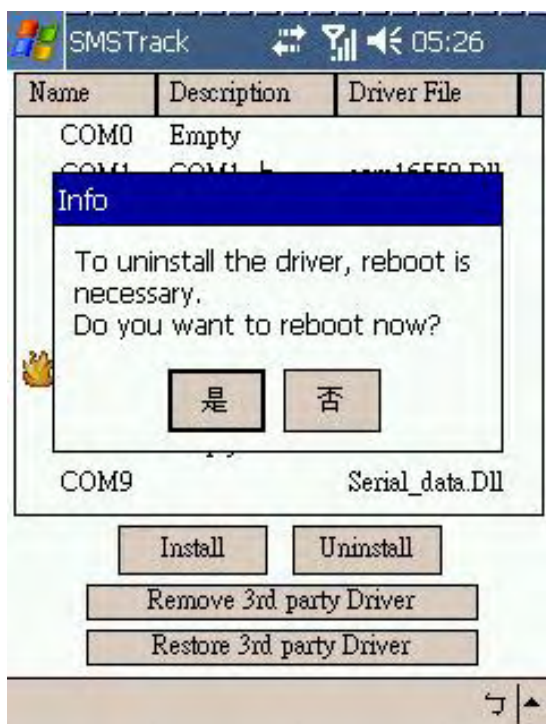 SMSTrack 05:26
Name Description Driver File
COM0 Empty
COM1 COM1
Info
To uninstall the driver, reboot is
necessary.
Do you want to reboot now?
是 否
COM9 Serial_data.Dll
Install Uninstall
Remove 3rd party Driver
Restore 3rd party Driver
ㄅ